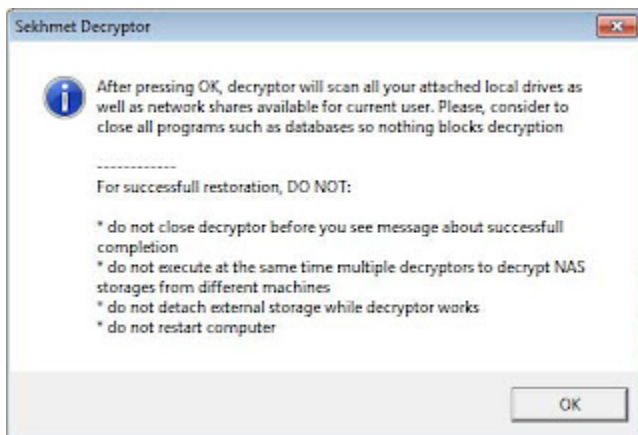 Sekhmet Decryptor
After pressing OK, decryptor will scan all your attached local drives as
well as network shares available for current user. Please, consider to
close all programs such as databases so nothing blocks decryption
------------
For successfull restoration, DO NOT:
* do not close decryptor before you see message about successfull
completion
* do not execute at the same time multiple decryptors to decrypt NAS
storages from different machines
* do not detach external storage while decryptor works
* do not restart computer
OK